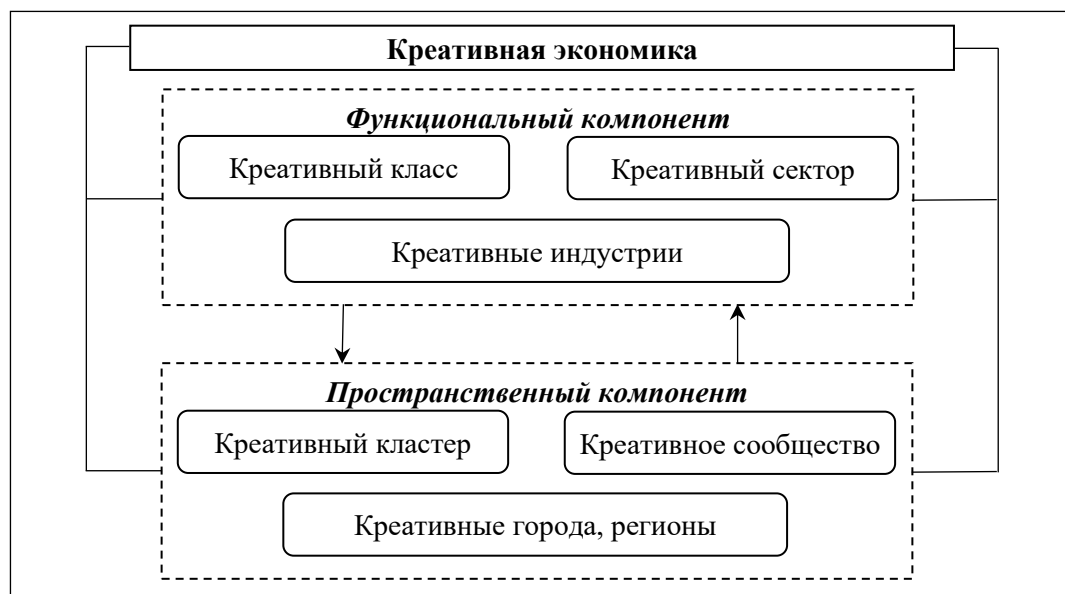 Креативная экономика
Функциональный компонент
Креативный класс
Креативный сектор
Креативные индустрии
Пространственный компонент
Креативный кластер
Креативное сообщество
Креативные города, регионы